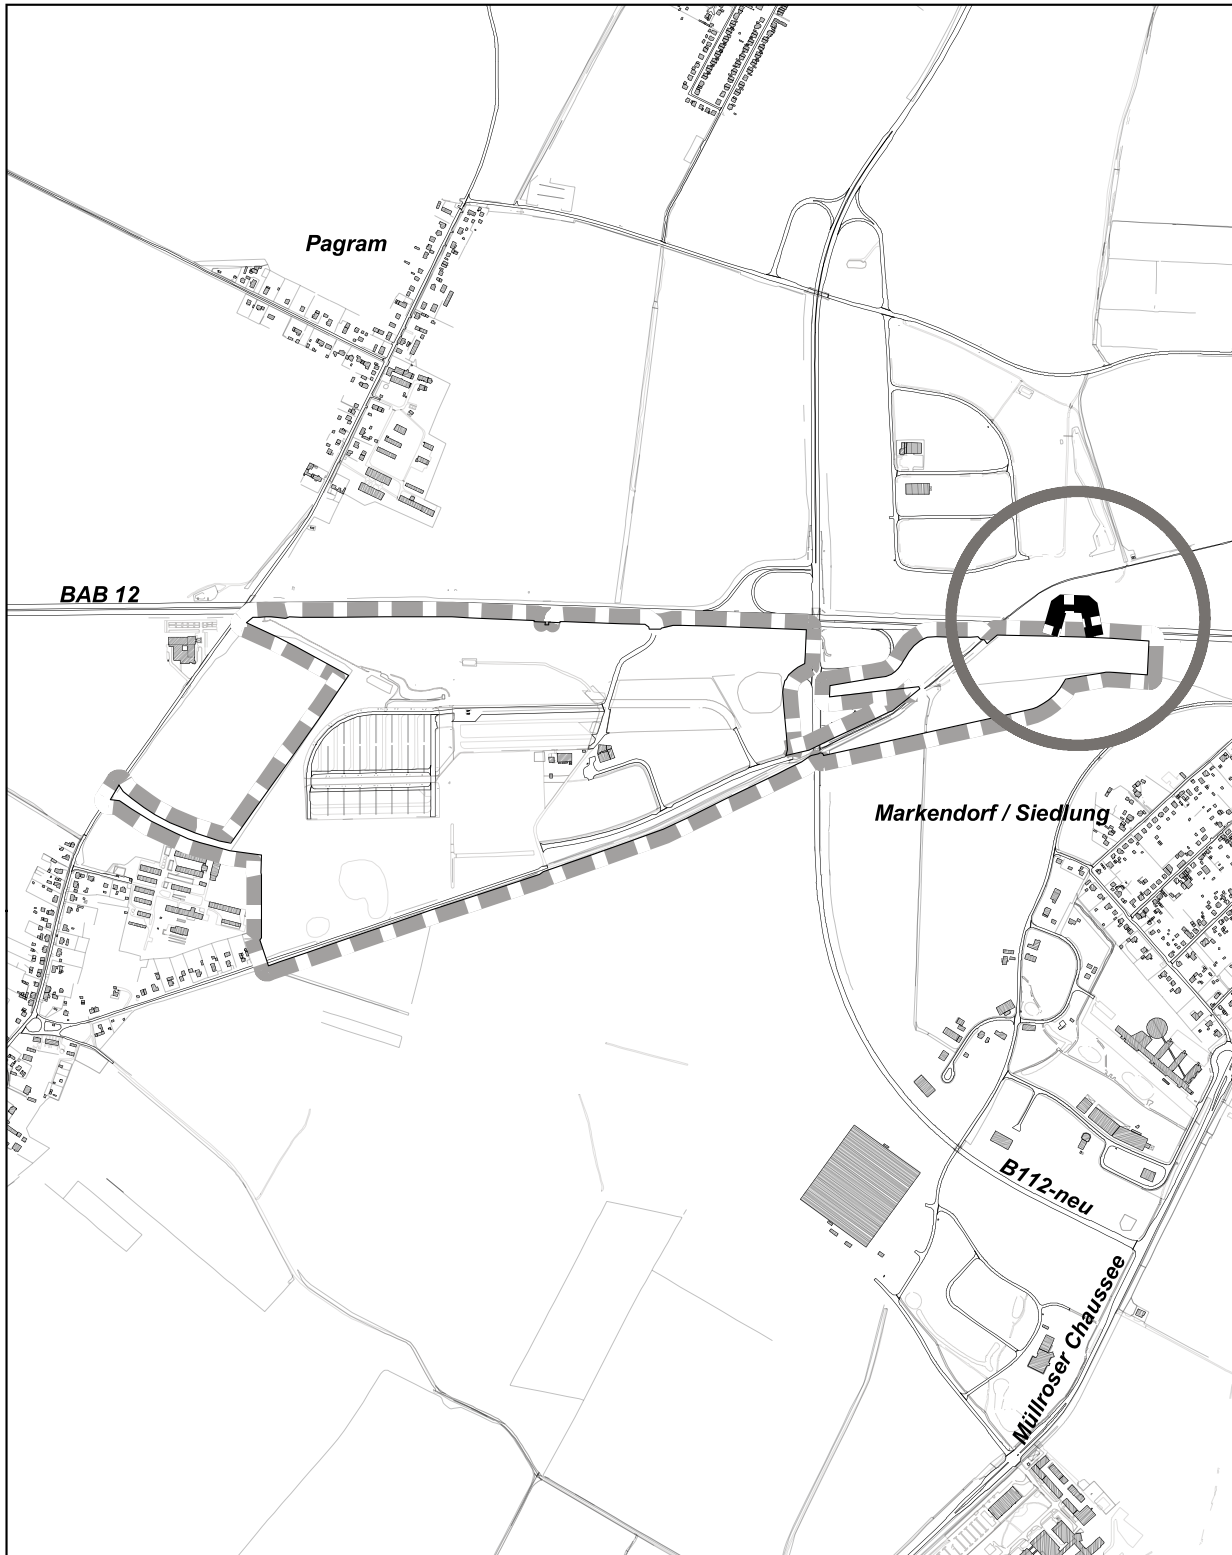 Pagram
BAB 12
Markendorf / Siedlung
B112-neu
Müllroser Chaussee